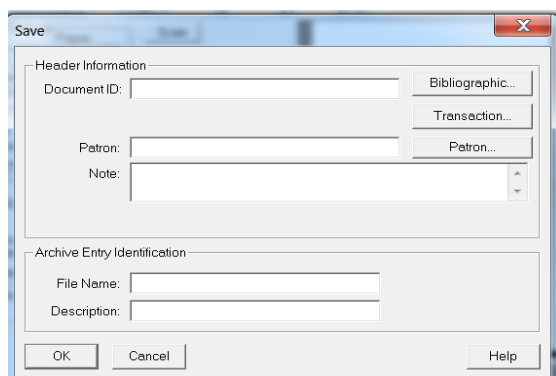 Save
Header Information
Document ID:
Bibliographic...
Transaction...
Patron:
Patron...
Note:
Archive Entry Identification
File Name:
Description:
OK
Cancel
Help